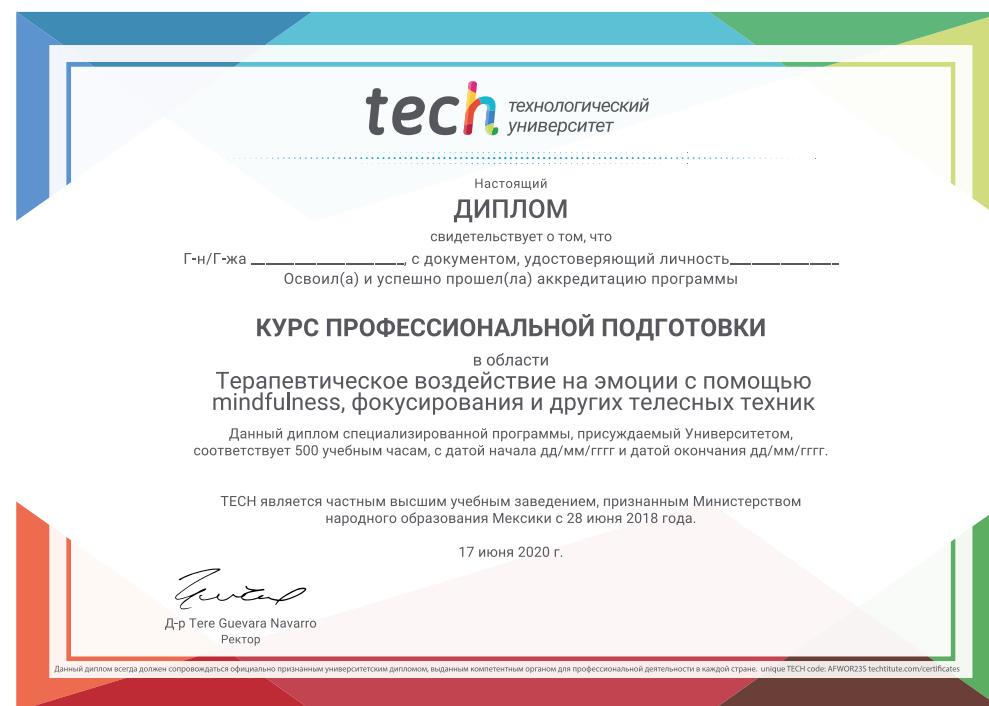 tech технологический
университет
Настоящий
ДИПЛОМ
свидетельствует о том, что
Г-н/Г-жа ____________________, с документом, удостоверяющий личность______________
Освоил(а) и успешно прошел(ла) аккредитацию программы
КУРС ПРОФЕССИОНАЛЬНОЙ ПОДГОТОВКИ
в области
Терапевтическое воздействие на эмоции с помощью
mindfulness, фокусирования и других телесных техник
Данный диплом специализированной программы, присуждаемый Университетом,
соответствует 500 учебным часам, с датой начала дд/мм/гггг и датой окончания дд/мм/гггг.
TECH является частным высшим учебным заведением, признанным Министерством
народного образования Мексики с 28 июня 2018 года.
17 июня 2020 г.
Д-р Tere Guevara Navarro
Ректор
Данный диплом всегда должен сопровождаться официально признанным университетским дипломом, выданным компетентным органом для профессиональной деятельности в каждой стране. unique TECH code: AFWOR23S techtitute.com/certificates